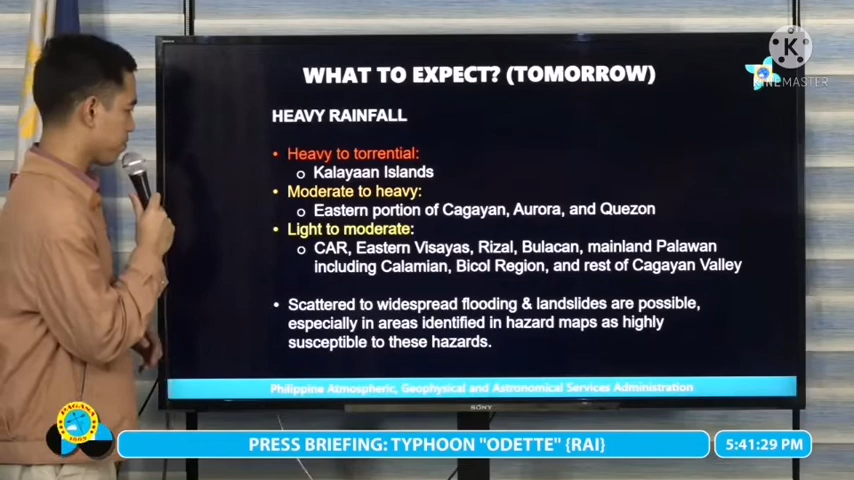 K
KINEMASTER
WHAT TO EXPECT? (TOMORROW)
HEAVY RAINFALL
• Heavy to torrential:
o Kalayaan Islands
• Moderate to heavy:
o Eastern portion of Cagayan, Aurora, and Quezon
• Light to moderate:
o CAR, Eastern Visayas, Rizal, Bulacan, mainland Palawan
including Calamian, Bicol Region, and rest of Cagayan Valley
• Scattered to widespread flooding & landslides are possible,
especially in areas identified in hazard maps as highly
susceptible to these hazards.
Philippine Atmospheric, Geophysical and Astronomical Services Administration
SONY
PAGASA
1865
PRESS BRIEFING: TYPHOON "ODETTE" {RAI}
5:41:29 PM